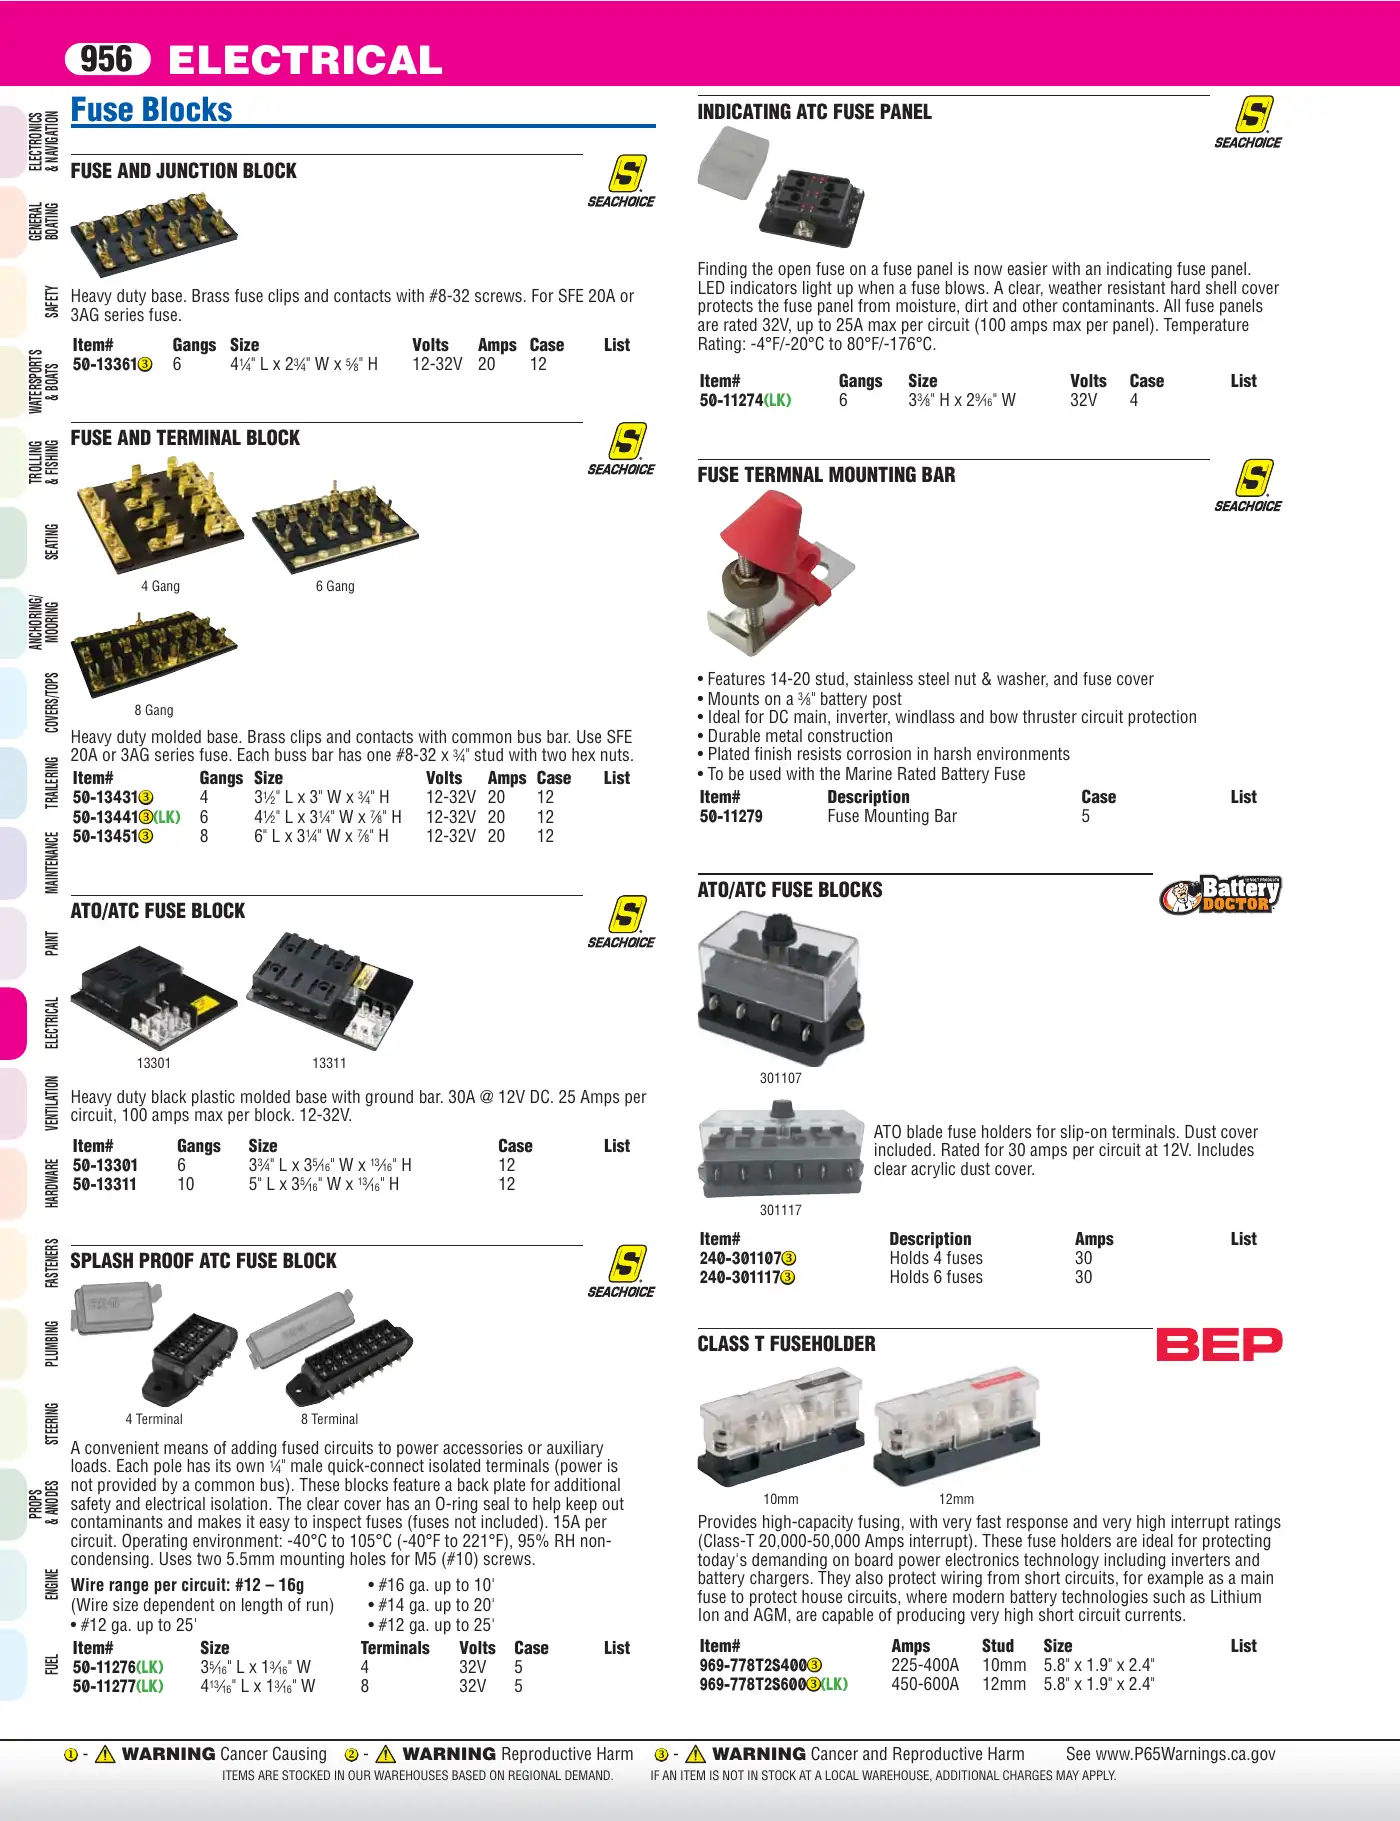 956 ELECTRICAL
ELECTRONICS
& NAVIGATION
GENERAL
BOATING
SAFETY
WATERSPORTS
& BOATS
TROLLING
& FISHING
SEATING
ANCHORING/
MOORING
COVERS/TOPS
TRAILERING
MAINTENANCE
PAINT
ELECTRICAL
VENTILATION
HARDWARE
FASTENERS
PLUMBING
STEERING
PROPS
& ANODES
ENGINE
FUEL
Fuse Blocks
FUSE AND JUNCTION BLOCK
SEACHOICE
Heavy duty base. Brass fuse clips and contacts with #8-32 screws. For SFE 20A or
3AG series fuse.
Item# Gangs Size Volts Amps Case List
50-13361③ 6 4¼" L x 2¾" W x ⅝" H 12-32V 20 12
FUSE AND TERMINAL BLOCK
SEACHOICE
4 Gang 6 Gang
8 Gang
Heavy duty molded base. Brass clips and contacts with common bus bar. Use SFE
20A or 3AG series fuse. Each buss bar has one #8-32 x ¾" stud with two hex nuts.
Item# Gangs Size Volts Amps Case List
50-13431③ 4 3½" L x 3" W x ¾" H 12-32V 20 12
50-13441③(LK) 6 4½" L x 3¼" W x ⅞" H 12-32V 20 12
50-13451③ 8 6" L x 3¼" W x ⅞" H 12-32V 20 12
ATO/ATC FUSE BLOCK
SEACHOICE
13301 13311
Heavy duty black plastic molded base with ground bar. 30A @ 12V DC. 25 Amps per
circuit, 100 amps max per block. 12-32V.
Item# Gangs Size Case List
50-13301 6 3¾" L x 3⁵⁄₁₆" W x ¹³⁄₁₆" H 12
50-13311 10 5" L x 3⁵⁄₁₆" W x ¹³⁄₁₆" H 12
SPLASH PROOF ATC FUSE BLOCK
SEACHOICE
4 Terminal 8 Terminal
A convenient means of adding fused circuits to power accessories or auxiliary
loads. Each pole has its own ¼" male quick-connect isolated terminals (power is
not provided by a common bus). These blocks feature a back plate for additional
safety and electrical isolation. The clear cover has an O-ring seal to help keep out
contaminants and makes it easy to inspect fuses (fuses not included). 15A per
circuit. Operating environment: -40°C to 105°C (-40°F to 221°F), 95% RH non-
condensing. Uses two 5.5mm mounting holes for M5 (#10) screws.
Wire range per circuit: #12 – 16g
(Wire size dependent on length of run)
• #12 ga. up to 25'
• #16 ga. up to 10'
• #14 ga. up to 20'
• #12 ga. up to 25'
Item# Size Terminals Volts Case List
50-11276(LK) 3⁵⁄₁₆" L x 1³⁄₁₆" W 4 32V 5
50-11277(LK) 4¹³⁄₁₆" L x 1³⁄₁₆" W 8 32V 5
INDICATING ATC FUSE PANEL
SEACHOICE
Finding the open fuse on a fuse panel is now easier with an indicating fuse panel.
LED indicators light up when a fuse blows. A clear, weather resistant hard shell cover
protects the fuse panel from moisture, dirt and other contaminants. All fuse panels
are rated 32V, up to 25A max per circuit (100 amps max per panel). Temperature
Rating: -4°F/-20°C to 80°F/-176°C.
Item# Gangs Size Volts Case List
50-11274(LK) 6 3⅜" H x 2⁹⁄₁₆" W 32V 4
FUSE TERMNAL MOUNTING BAR
SEACHOICE
• Features 14-20 stud, stainless steel nut & washer, and fuse cover
• Mounts on a ⅜" battery post
• Ideal for DC main, inverter, windlass and bow thruster circuit protection
• Durable metal construction
• Plated finish resists corrosion in harsh environments
• To be used with the Marine Rated Battery Fuse
Item# Description Case List
50-11279 Fuse Mounting Bar 5
ATO/ATC FUSE BLOCKS
Battery
DOCTOR
301107
ATO blade fuse holders for slip-on terminals. Dust cover
included. Rated for 30 amps per circuit at 12V. Includes
clear acrylic dust cover.
301117
Item# Description Amps List
240-301107③ Holds 4 fuses 30
240-301117③ Holds 6 fuses 30
CLASS T FUSEHOLDER
BEP
10mm 12mm
Provides high-capacity fusing, with very fast response and very high interrupt ratings
(Class-T 20,000-50,000 Amps interrupt). These fuse holders are ideal for protecting
today's demanding on board power electronics technology including inverters and
battery chargers. They also protect wiring from short circuits, for example as a main
fuse to protect house circuits, where modern battery technologies such as Lithium
Ion and AGM, are capable of producing very high short circuit currents.
Item# Amps Stud Size List
969-778T2S400③ 225-400A 10mm 5.8" x 1.9" x 2.4"
969-778T2S600③(LK) 450-600A 12mm 5.8" x 1.9" x 2.4"
① - WARNING Cancer Causing ② - WARNING Reproductive Harm ③ - WARNING Cancer and Reproductive Harm See www.P65Warnings.ca.gov
ITEMS ARE STOCKED IN OUR WAREHOUSES BASED ON REGIONAL DEMAND. IF AN ITEM IS NOT IN STOCK AT A LOCAL WAREHOUSE, ADDITIONAL CHARGES MAY APPLY.